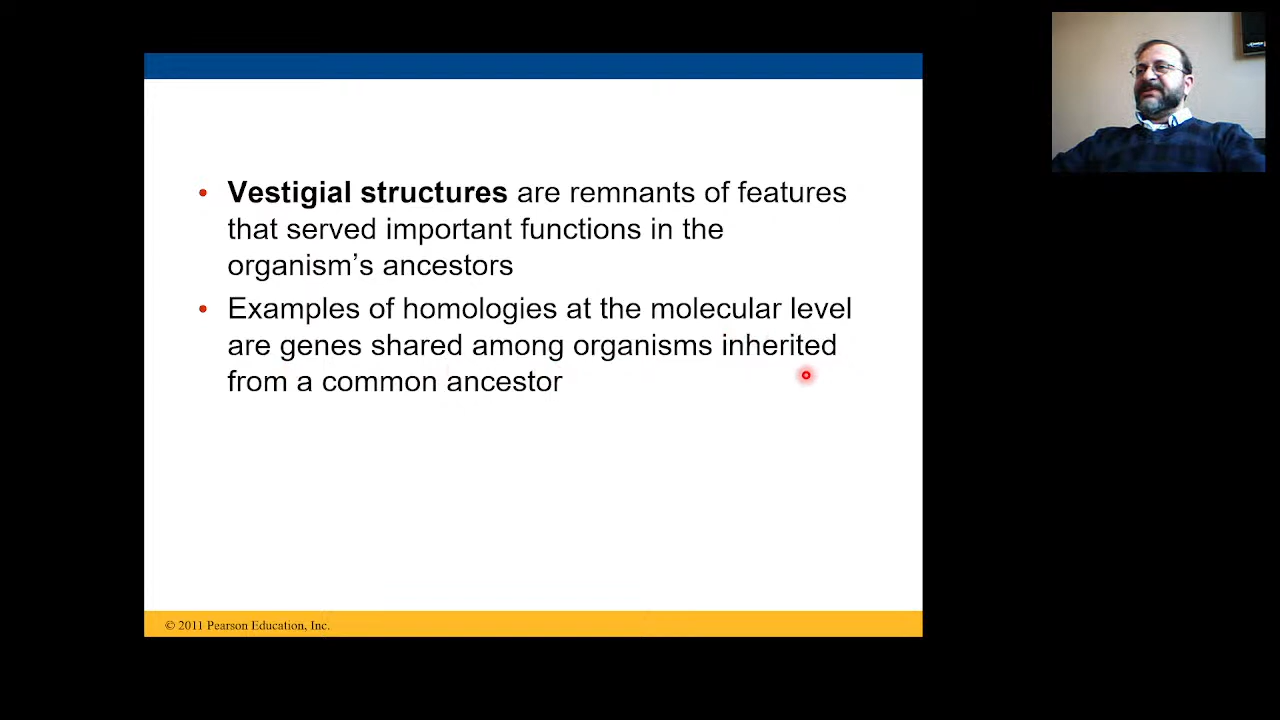 • Vestigial structures are remnants of features
that served important functions in the
organism’s ancestors
• Examples of homologies at the molecular level
are genes shared among organisms inherited
from a common ancestor
© 2011 Pearson Education, Inc.